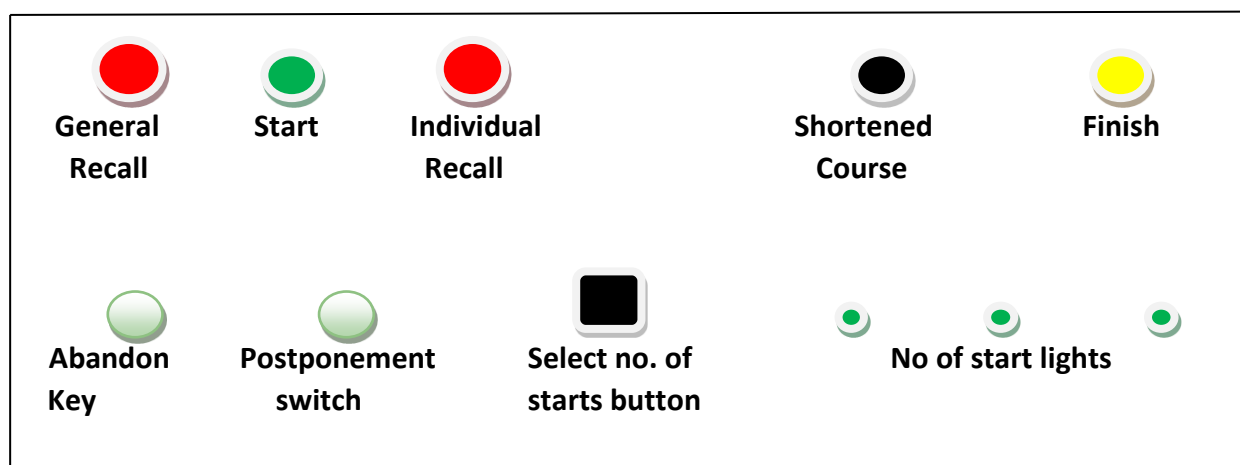 General Recall
Start
Individual Recall
Shortened Course
Finish
Abandon Key
Postponement switch
Select no. of starts button
No of start lights